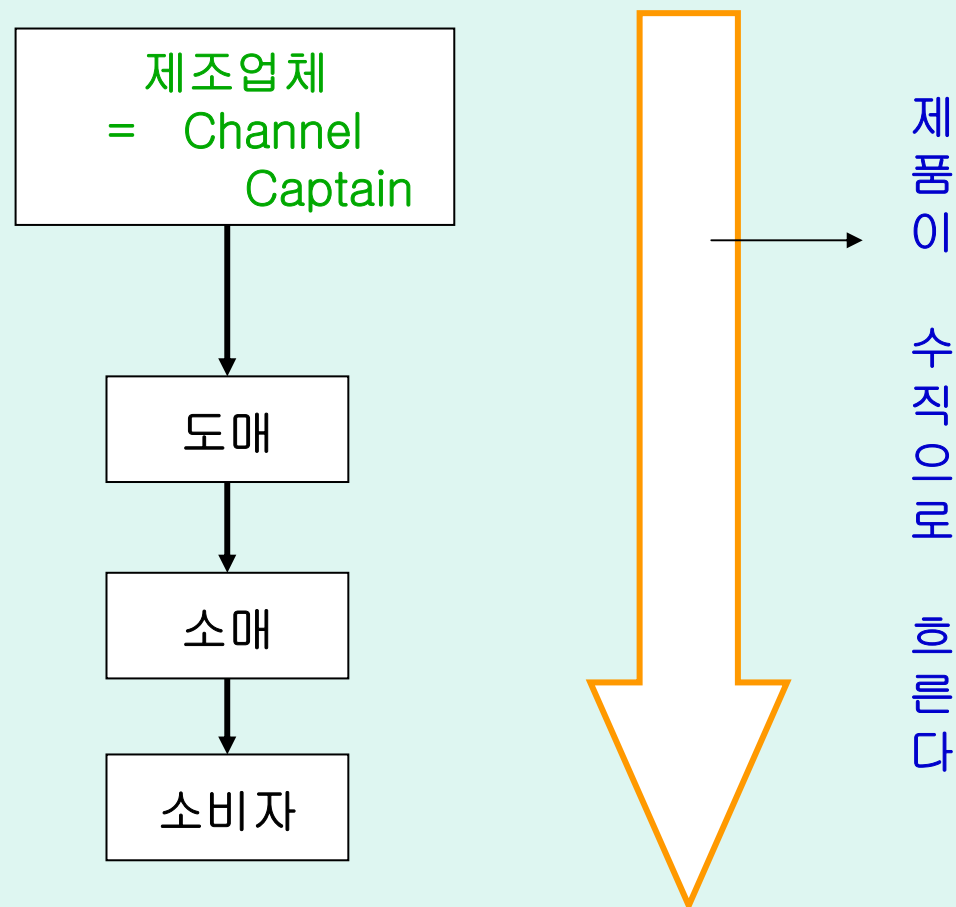 제조업체
= Channel
Captain
도매
소매
소비자
제품이 수직으로 흐른다